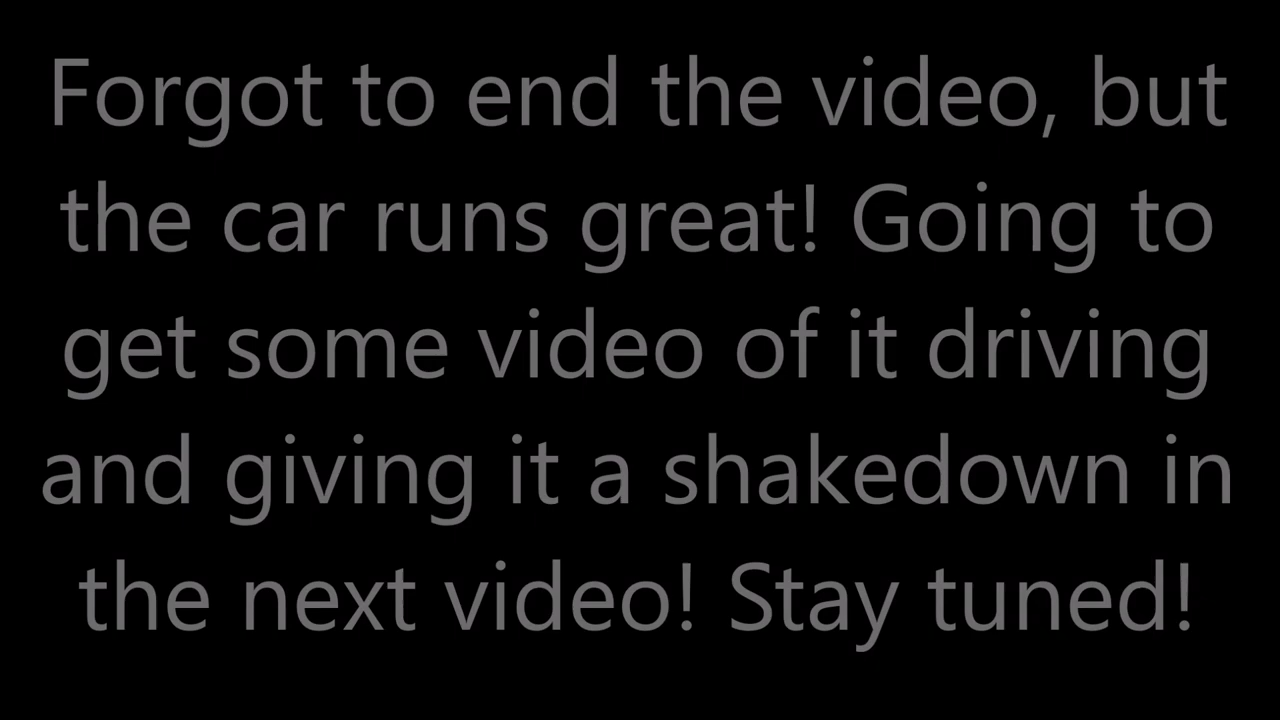 Forgot to end the video, but
the car runs great! Going to
get some video of it driving
and giving it a shakedown in
the next video! Stay tuned!